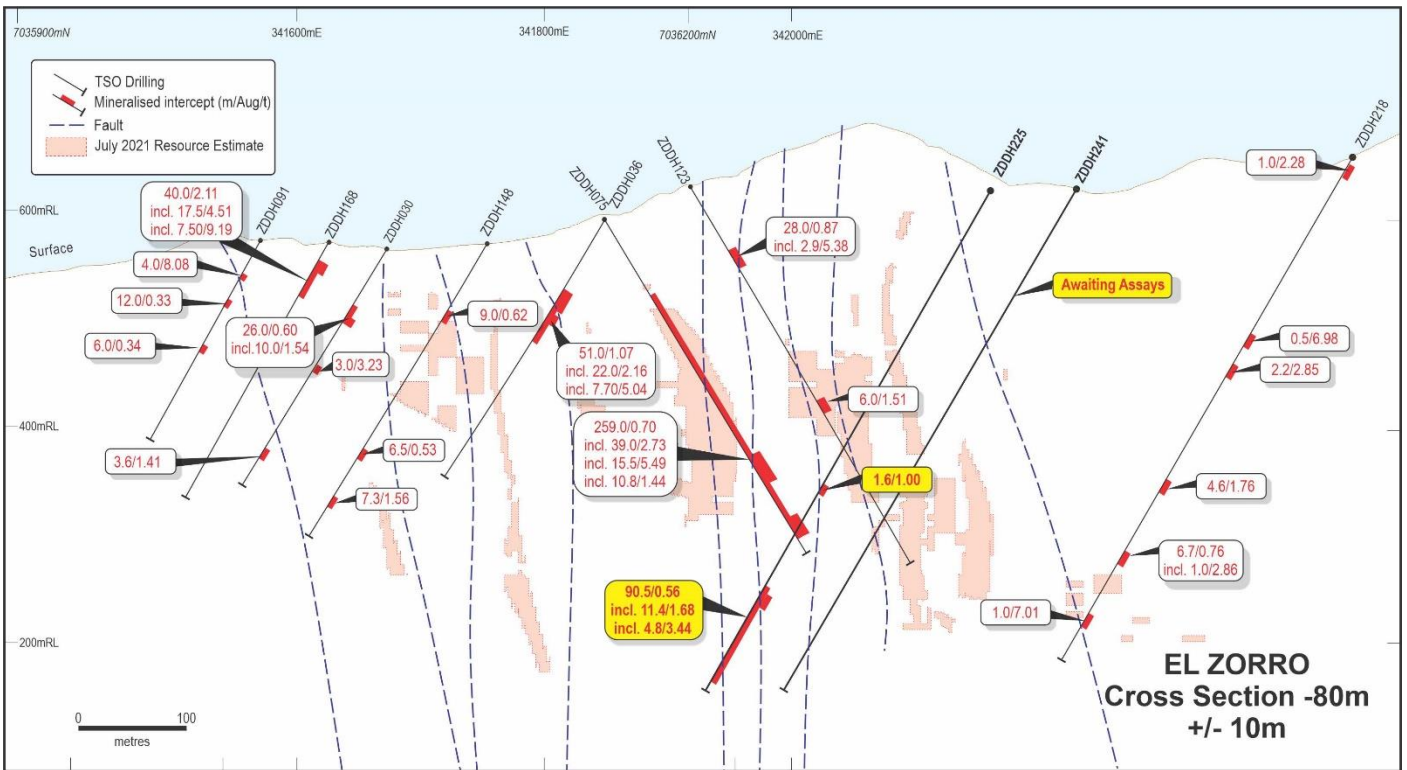 7035900mN
341600mE
341800mE
7036200mN
342000mE
TSO Drilling
Mineralised intercept (m/Aug/t)
Fault
July 2021 Resource Estimate
600mRL
Surface
400mRL
200mRL
ZDDH091
ZDDH168
ZDDH030
ZDDH148
ZDDH075
ZDDH036
ZDDH123
ZDDH225
ZDDH241
ZDDH218
40.0/2.11
incl. 17.5/4.51
incl. 7.50/9.19
4.0/8.08
12.0/0.33
6.0/0.34
26.0/0.60
incl.10.0/1.54
3.0/3.23
3.6/1.41
9.0/0.62
6.5/0.53
7.3/1.56
51.0/1.07
incl. 22.0/2.16
incl. 7.70/5.04
259.0/0.70
incl. 39.0/2.73
incl. 15.5/5.49
incl. 10.8/1.44
28.0/0.87
incl. 2.9/5.38
6.0/1.51
1.6/1.00
90.5/0.56
incl. 11.4/1.68
incl. 4.8/3.44
Awaiting Assays
1.0/2.28
0.5/6.98
2.2/2.85
4.6/1.76
6.7/0.76
incl. 1.0/2.86
1.0/7.01
0 100
metres
EL ZORRO
Cross Section -80m
+/- 10m